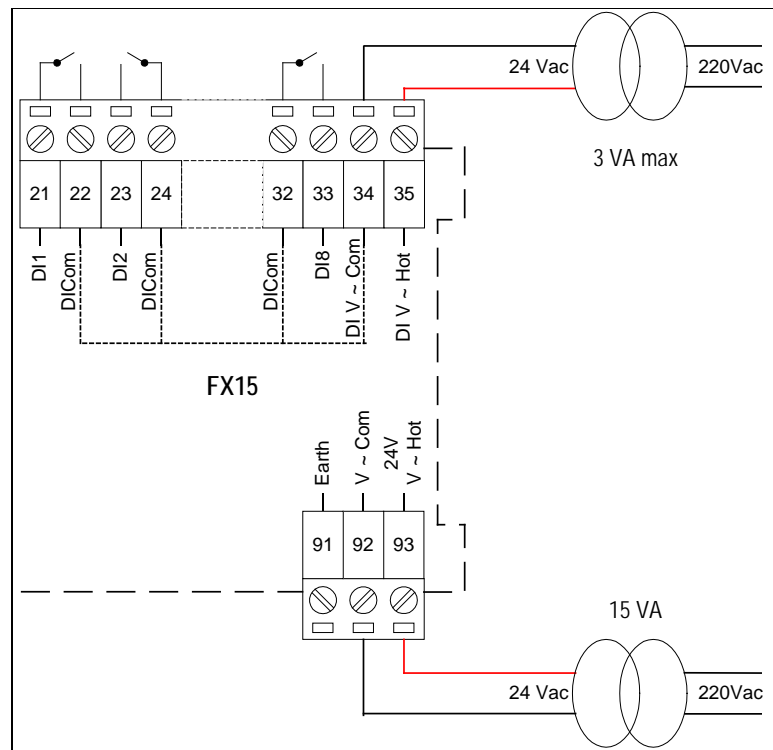 24 Vac
220Vac
3 VA max
21 22 23 24 32 33 34 35
DI1
DICom
DI2
DICom
DICom
DI8
DI V ~ Com
DI V ~ Hot
FX15
Earth
V ~ Com
24V
V ~ Hot
91 92 93
15 VA
24 Vac
220Vac